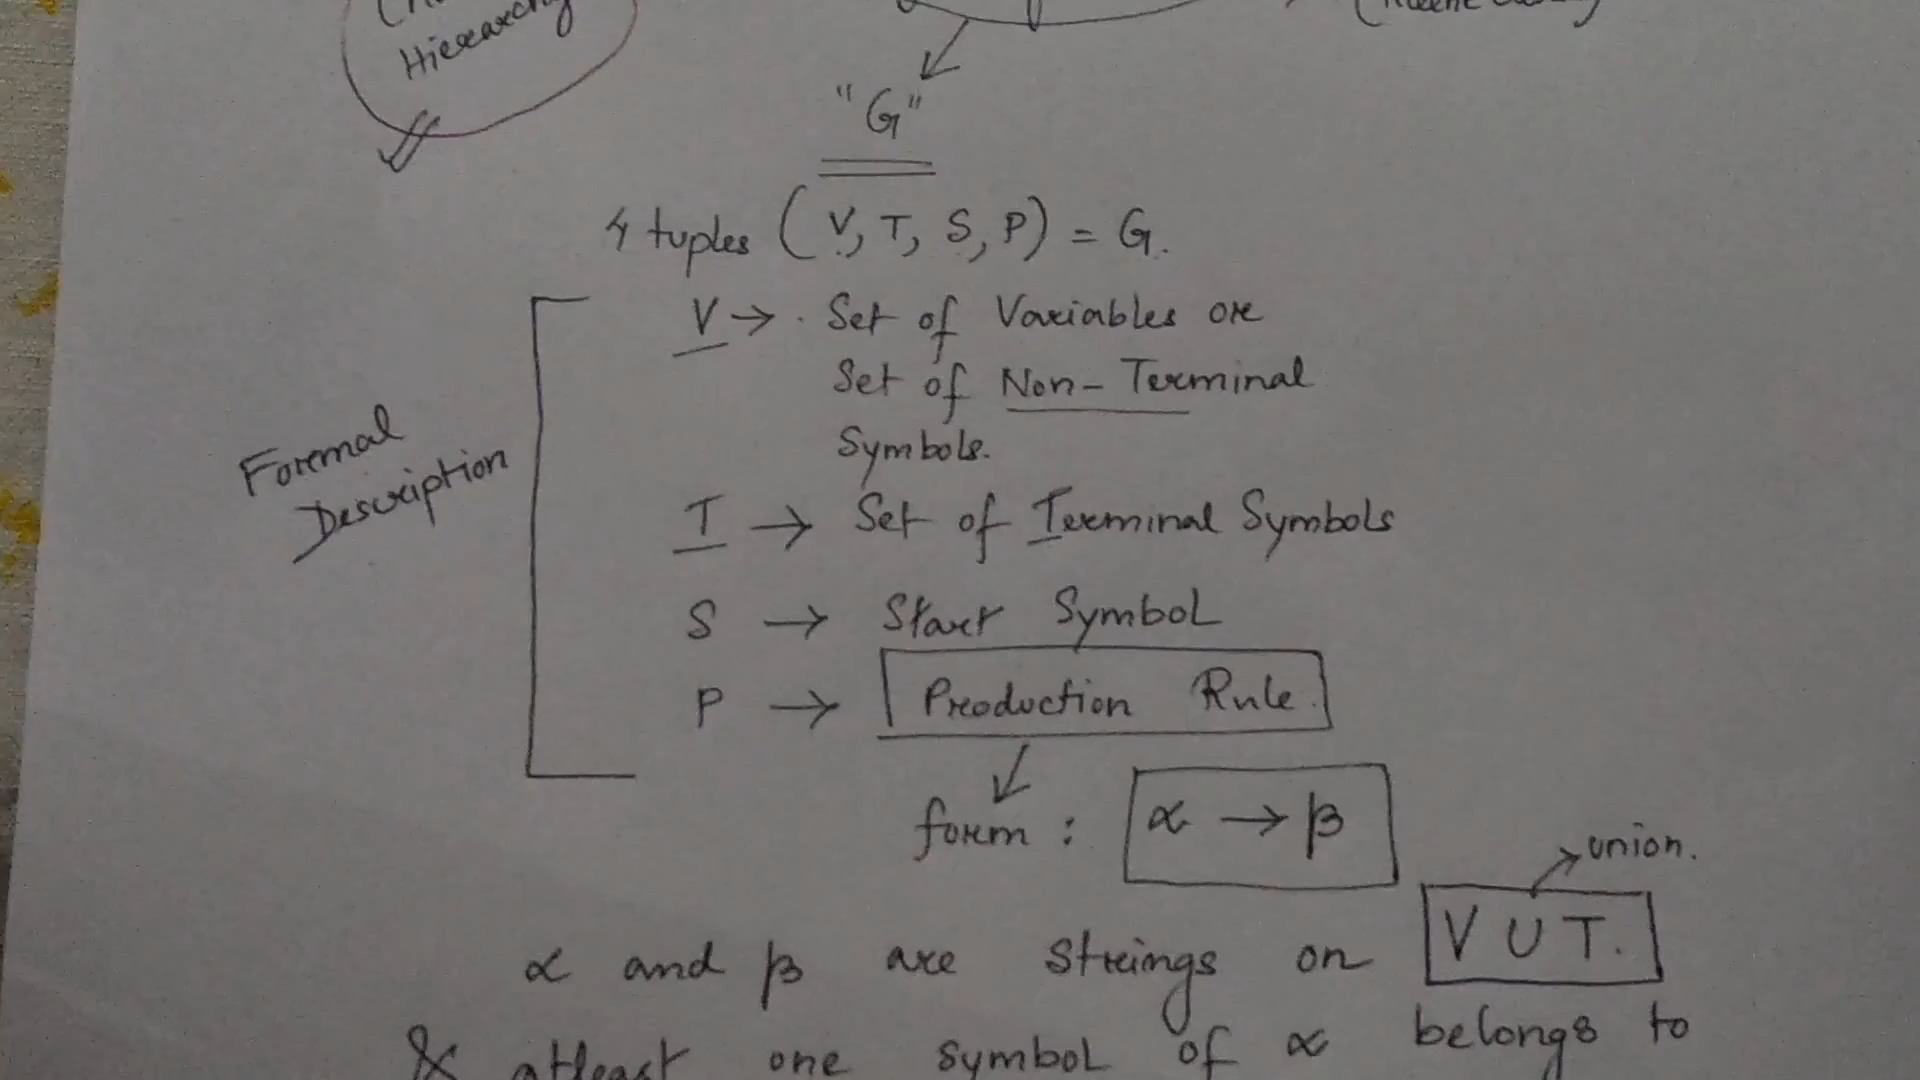 Hierarchy
"G"
4 tuples (V, T, S, P) = G.
V → Set of Variables or
Set of Non-Terminal
Symbols.
Formal
Description
T → Set of Terminal Symbols
S → Start Symbol
P → Production Rule.
form : α → β
union.
α and β are strings on V U T.
& atleast one symbol of α belongs to